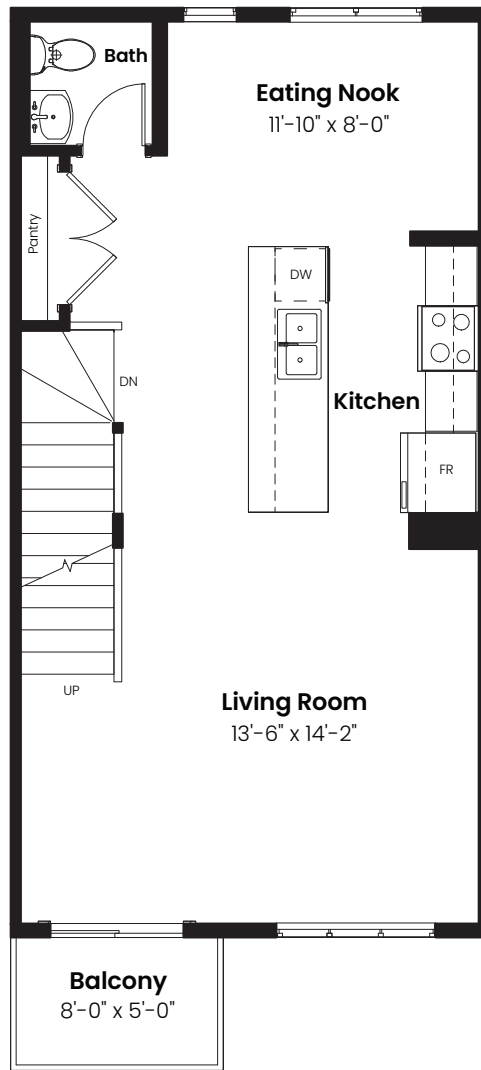 Bath
Eating Nook
11'-10" x 8'-0"
Pantry
DW
DN
Kitchen
FR
UP
Living Room
13'-6" x 14'-2"
Balcony
8'-0" x 5'-0"